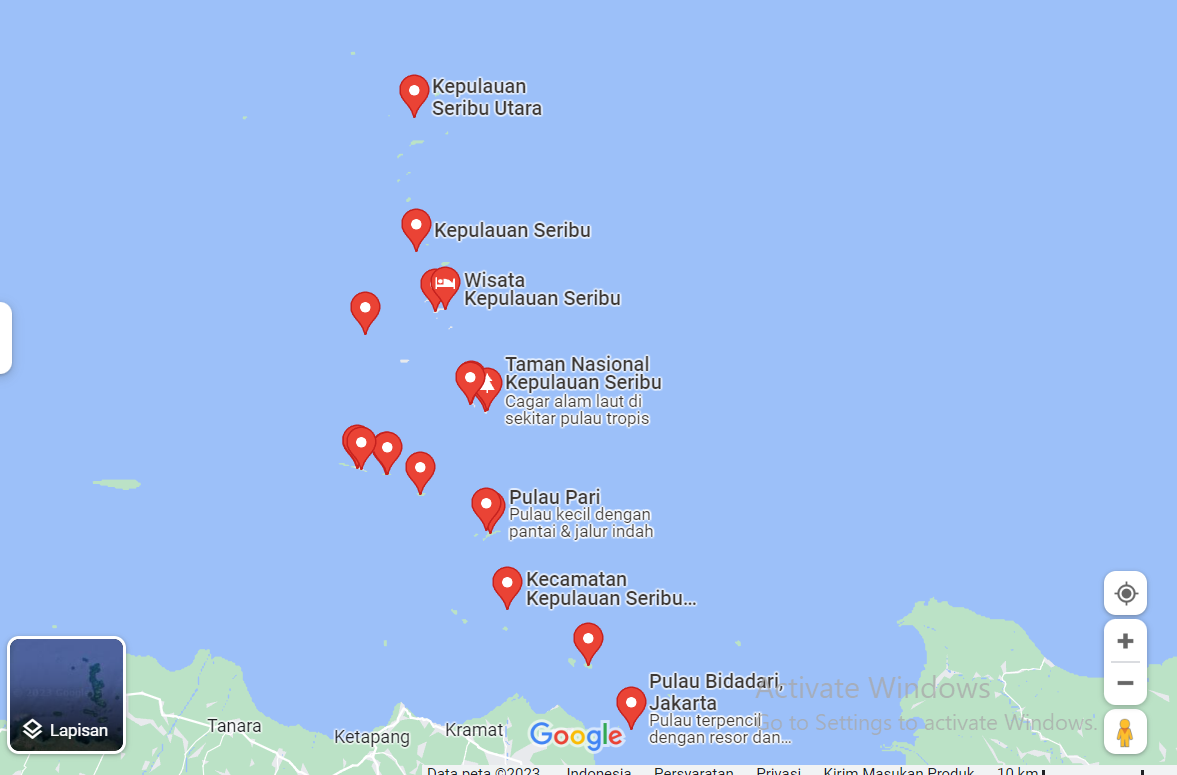 Kepulauan
Seribu Utara
Kepulauan Seribu
Wisata
Kepulauan Seribu
Taman Nasional
Kepulauan Seribu
Cagar alam laut di
sekitar pulau tropis
Pulau Pari
Pulau kecil dengan
pantai & jalur indah
Kecamatan
Kepulauan Seribu...
Pulau Bidadari,
Jakarta
Pulau terpencil
dengan resor dan...
Activate Windows
Go to Settings to activate Windows.
Tanara
Ketapang
Kramat
Google
Lapisan
Data peta ©2023 Indonesia Persyaratan Privasi Kirim Masukan Produk 10 km